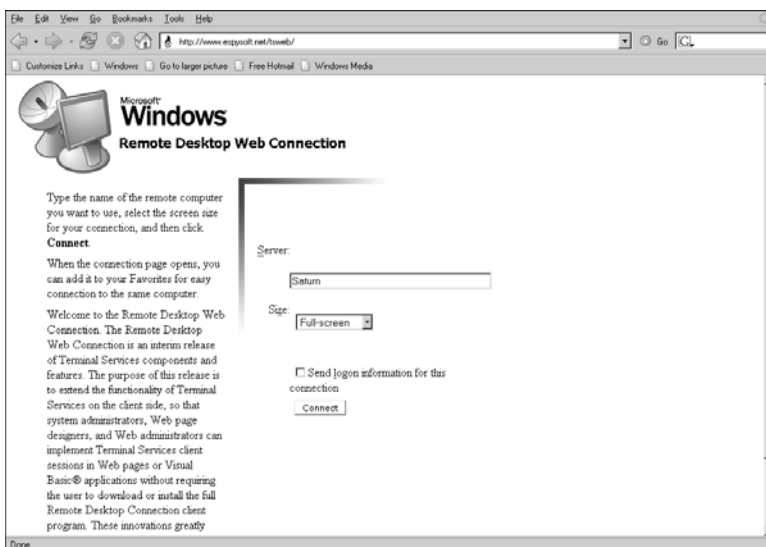 File Edit View Go Bookmarks Tools Help
http://www.espysoft.net/tsweb/
Go
G
Customize Links Windows Go to larger picture Free Hotmail Windows Media
Microsoft®
Windows
Remote Desktop Web Connection
Type the name of the remote computer
you want to use, select the screen size
for your connection, and then click
Connect.
When the connection page opens, you
can add it to your Favorites for easy
connection to the same computer.
Welcome to the Remote Desktop Web
Connection. The Remote Desktop
Web Connection is an interim release
of Terminal Services components and
features. The purpose of this release is
to extend the functionality of Terminal
Services on the client side, so that
system administrators, Web page
designers, and Web administrators can
implement Terminal Services client
sessions in Web pages or Visual
Basic® applications without requiring
the user to download or install the full
Remote Desktop Connection client
program. These innovations greatly
Server:
Saturn
Size:
Full-screen
Send logon information for this
connection
Connect
Done